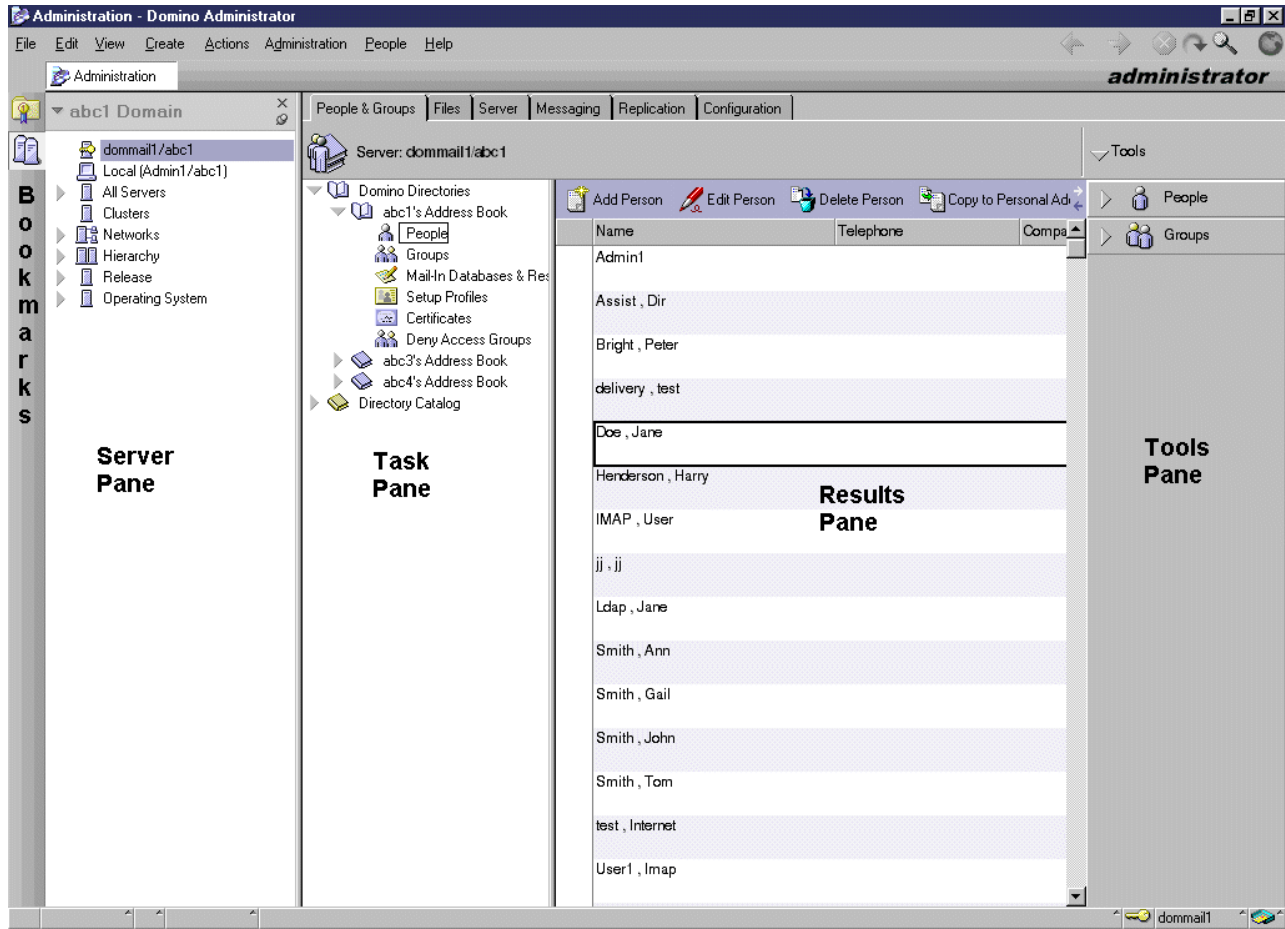 Administration - Domino Administrator
File Edit View Create Actions Administration People Help
Administration
administrator
abc1 Domain
People & Groups Files Server Messaging Replication Configuration
dommail1/abc1
Local (Admin1/abc1)
All Servers
Clusters
Networks
Hierarchy
Release
Operating System
Server: dommail1/abc1
Tools
Domino Directories
abc1's Address Book
People
Groups
Mail-In Databases & Res
Setup Profiles
Certificates
Deny Access Groups
abc3's Address Book
abc4's Address Book
Directory Catalog
Add Person Edit Person Delete Person Copy to Personal Add
Name Telephone Compa
Admin1
Assist , Dir
Bright , Peter
delivery , test
Doe , Jane
Henderson , Harry
IMAP , User
jj , jj
Ldap , Jane
Smith , Ann
Smith , Gail
Smith , John
Smith , Tom
test , Internet
User1 , Imap
People
Groups
Bookmarks
Server
Pane
Task
Pane
Results
Pane
Tools
Pane
dommail1